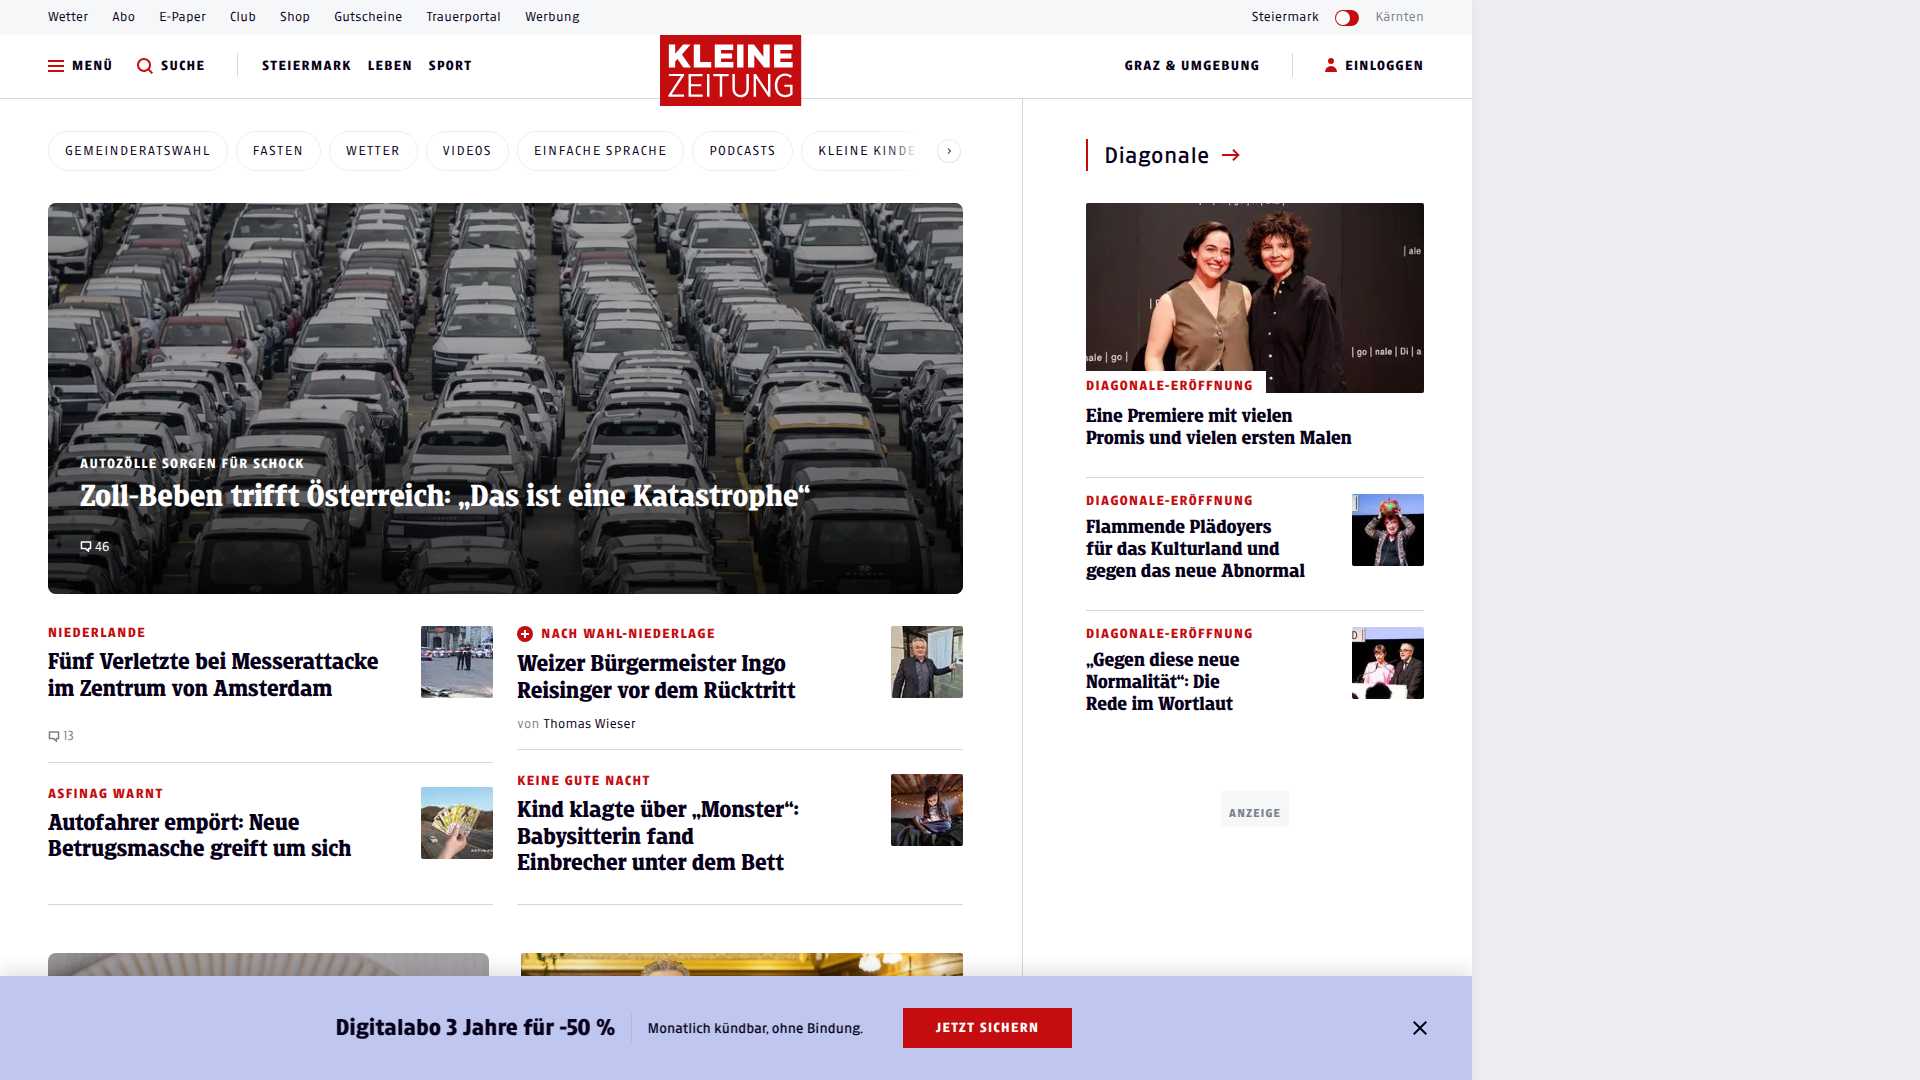 Wetter Abo E-Paper Club Shop Gutscheine Trauerportal Werbung Steiermark Kärnten
MENÜ SUCHE STEIERMARK LEBEN SPORT KLEINE ZEITUNG GRAZ & UMGEBUNG EINLOGGEN
GEMEINDERATSWAHL FASTEN WETTER VIDEOS EINFACHE SPRACHE PODCASTS KLEINE KINDE
AUTOZÖLLE SORGEN FÜR SCHOCK
Zoll-Beben trifft Österreich: „Das ist eine Katastrophe“
46
NIEDERLANDE
Fünf Verletzte bei Messerattacke
im Zentrum von Amsterdam
13
NACH WAHL-NIEDERLAGE
Weizer Bürgermeister Ingo
Reisinger vor dem Rücktritt
von Thomas Wieser
ASFINAG WARNT
Autofahrer empört: Neue
Betrugsmasche greift um sich
KEINE GUTE NACHT
Kind klagte über „Monster“:
Babysitterin fand
Einbrecher unter dem Bett
Diagonale
| ale
nale | go |
| go | nale | Di | a
DIAGONALE-ERÖFFNUNG
Eine Premiere mit vielen
Promis und vielen ersten Malen
DIAGONALE-ERÖFFNUNG
Flammende Plädoyers
für das Kulturland und
gegen das neue Abnormal
DIAGONALE-ERÖFFNUNG
„Gegen diese neue
Normalität“: Die
Rede im Wortlaut
ANZEIGE
Digitalabo 3 Jahre für -50 %
Monatlich kündbar, ohne Bindung.
JETZT SICHERN